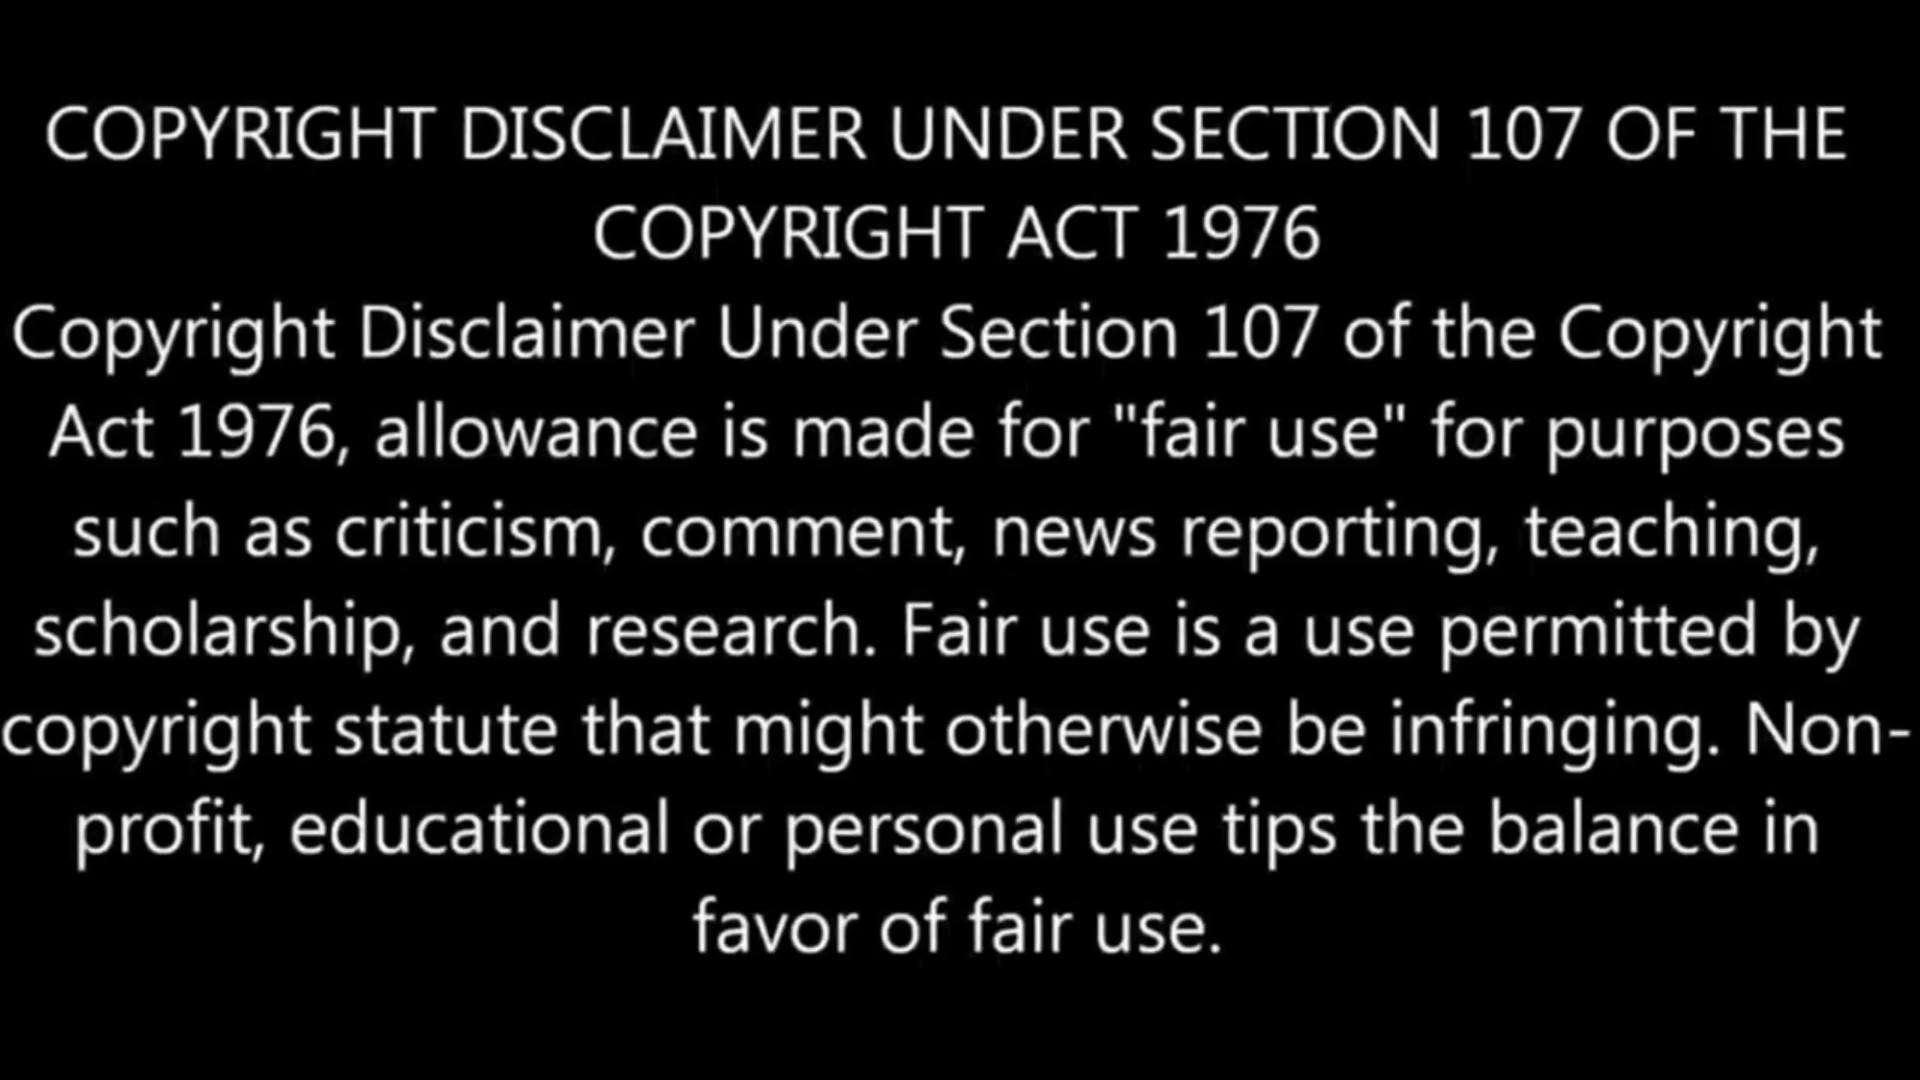 COPYRIGHT DISCLAIMER UNDER SECTION 107 OF THE
COPYRIGHT ACT 1976
Copyright Disclaimer Under Section 107 of the Copyright
Act 1976, allowance is made for "fair use" for purposes
such as criticism, comment, news reporting, teaching,
scholarship, and research. Fair use is a use permitted by
copyright statute that might otherwise be infringing. Non-
profit, educational or personal use tips the balance in
favor of fair use.